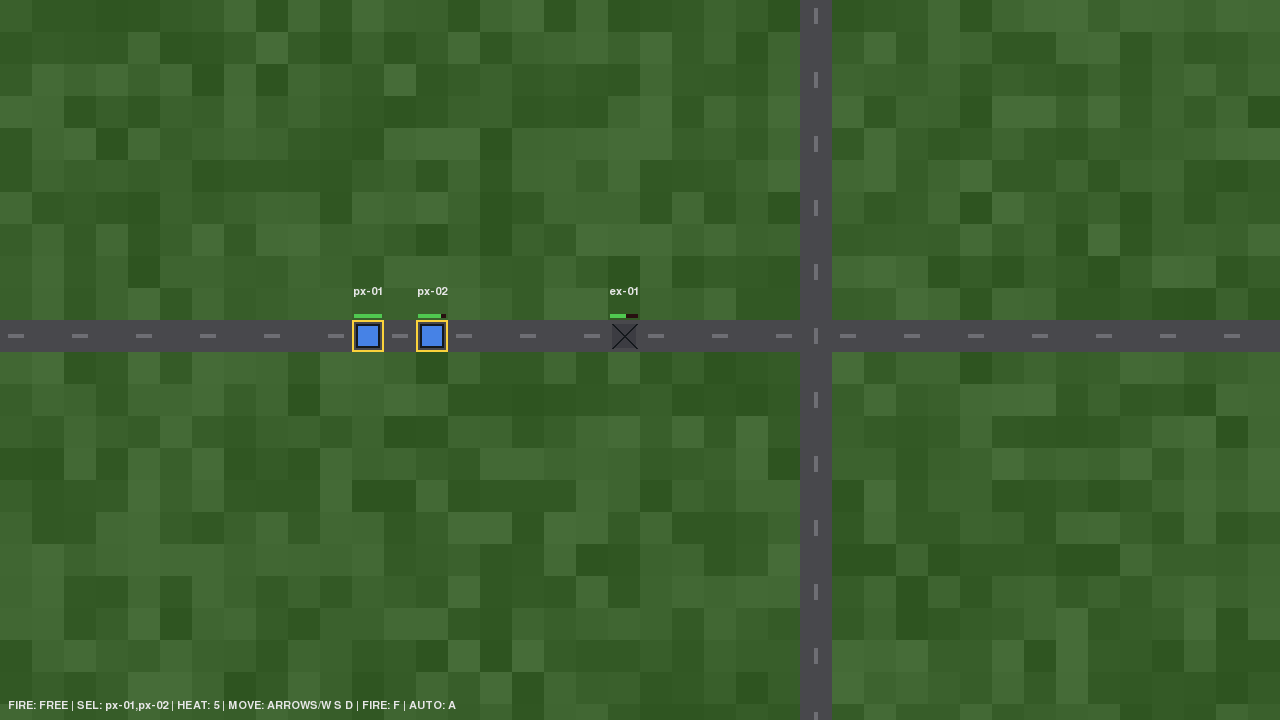 px-01 px-02 ex-01
FIRE: FREE | SEL: px-01,px-02 | HEAT: 5 | MOVE: ARROWS/W S D | FIRE: F | AUTO: A